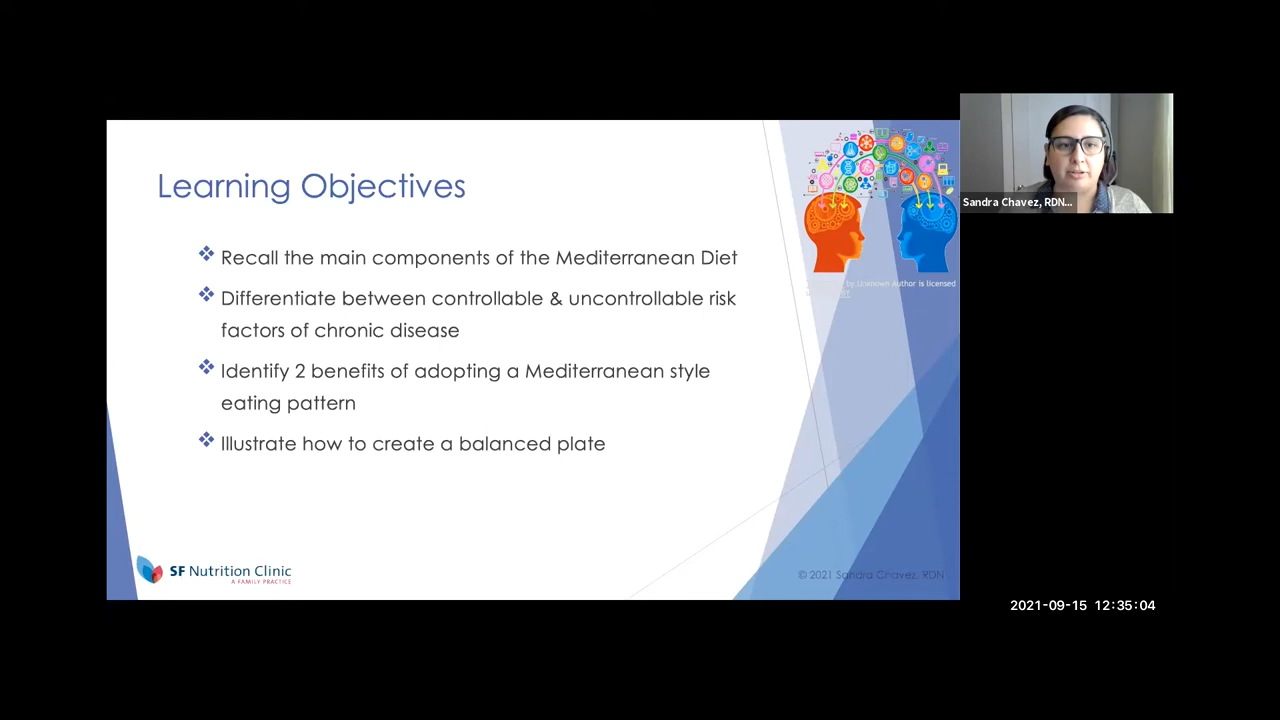 Learning Objectives
❖ Recall the main components of the Mediterranean Diet
❖ Differentiate between controllable & uncontrollable risk
factors of chronic disease
❖ Identify 2 benefits of adopting a Mediterranean style
eating pattern
❖ Illustrate how to create a balanced plate
by Unknown Author is licensed
SF Nutrition Clinic
A FAMILY PRACTICE
© 2021 Sandra Chavez, RDN
Sandra Chavez, RDN...
2021-09-15 12:35:04